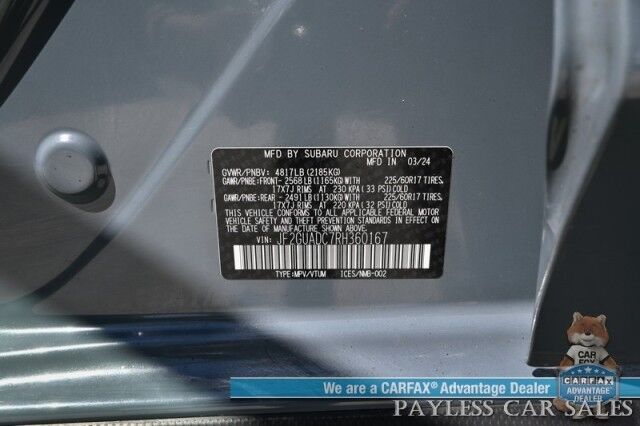 MFD BY SUBARU CORPORATION
MFD IN 03/24
GVWR/PNBV: 4817LB(2185KG)
GAWR/PNBE:FRONT- 2568LB(1165KG)WITH 225/60R17 TIRES,
17X7J RIMS AT 230 KPA(33 PSI)COLD
GAWR/PNBE:REAR - 2491LB(1130KG)WITH 225/60R17 TIRES,
17X7J RIMS AT 220 KPA(32 PSI)COLD
THIS VEHICLE CONFORMS TO ALL APPLICABLE U.S. FEDERAL
MOTOR VEHICLE SAFETY, BUMPER, AND THEFT PREVENTION
STANDARDS IN EFFECT ON THE
DATE OF MANUFACTURE SHOWN ABOVE.
VIN: JF2GUADC7RH360167
TYPE:MPV/VTUM ICES/NMB-002
CAR
FOX
We are a CARFAX® Advantage Dealer
CARFAX
ADVANTAGE
DEALER
PAYLESS CAR SALES